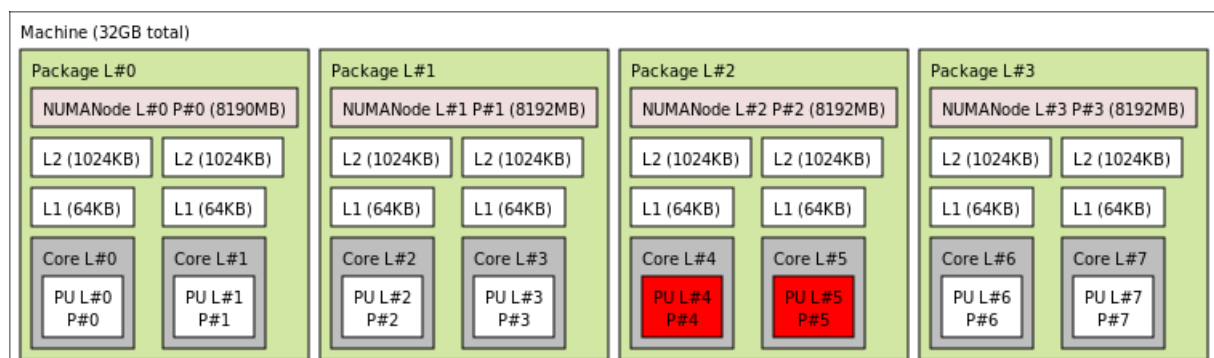 Machine (32GB total)
Package L#0
NUMANode L#0 P#0 (8190MB)
L2 (1024KB) L2 (1024KB)
L1 (64KB) L1 (64KB)
Core L#0 Core L#1
PU L#0 PU L#1
P#0 P#1
Package L#1
NUMANode L#1 P#1 (8192MB)
L2 (1024KB) L2 (1024KB)
L1 (64KB) L1 (64KB)
Core L#2 Core L#3
PU L#2 PU L#3
P#2 P#3
Package L#2
NUMANode L#2 P#2 (8192MB)
L2 (1024KB) L2 (1024KB)
L1 (64KB) L1 (64KB)
Core L#4 Core L#5
PU L#4 PU L#5
P#4 P#5
Package L#3
NUMANode L#3 P#3 (8192MB)
L2 (1024KB) L2 (1024KB)
L1 (64KB) L1 (64KB)
Core L#6 Core L#7
PU L#6 PU L#7
P#6 P#7